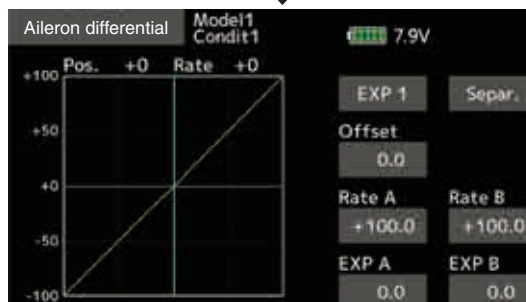 Aileron differential
Model1
Condit1
7.9V
Pos. +0 Rate +0
+100
+50
+0
-50
-100
EXP 1
Separ.
Offset
0.0
Rate A
Rate B
+100.0
+100.0
EXP A
EXP B
0.0
0.0